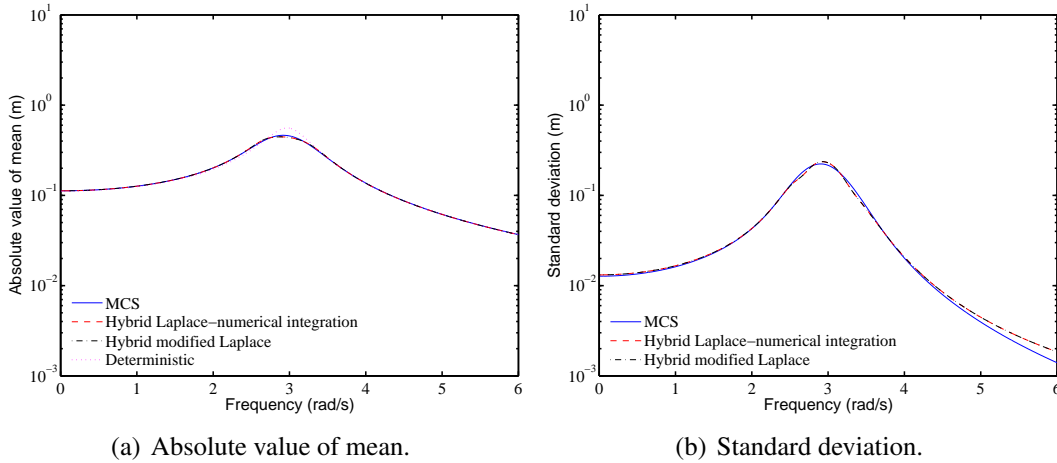 10^1
10^0
10^−1
10^−2
10^−3
Absolute value of mean (m)
MCS
Hybrid Laplace−numerical integration
Hybrid modified Laplace
Deterministic
0 1 2 3 4 5 6
Frequency (rad/s)
(a) Absolute value of mean.
10^1
10^0
10^−1
10^−2
10^−3
Standard deviation (m)
MCS
Hybrid Laplace−numerical integration
Hybrid modified Laplace
0 1 2 3 4 5 6
Frequency (rad/s)
(b) Standard deviation.